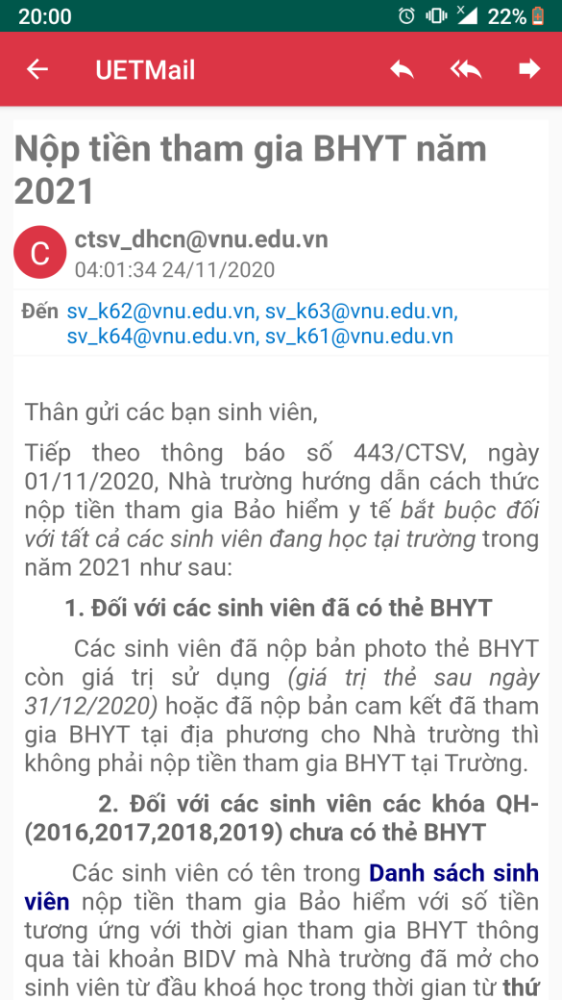 20:00
22%
UETMail
Nộp tiền tham gia BHYT năm
2021
C
ctsv_dhcn@vnu.edu.vn
04:01:34 24/11/2020
Đến sv_k62@vnu.edu.vn, sv_k63@vnu.edu.vn,
sv_k64@vnu.edu.vn, sv_k61@vnu.edu.vn
Thân gửi các bạn sinh viên,
Tiếp theo thông báo số 443/CTSV, ngày
01/11/2020, Nhà trường hướng dẫn cách thức
nộp tiền tham gia Bảo hiểm y tế bắt buộc đối
với tất cả các sinh viên đang học tại trường trong
năm 2021 như sau:
1. Đối với các sinh viên đã có thẻ BHYT
Các sinh viên đã nộp bản photo thẻ BHYT
còn giá trị sử dụng (giá trị thẻ sau ngày
31/12/2020) hoặc đã nộp bản cam kết đã tham
gia BHYT tại địa phương cho Nhà trường thì
không phải nộp tiền tham gia BHYT tại Trường.
2. Đối với các sinh viên các khóa QH-
(2016,2017,2018,2019) chưa có thẻ BHYT
Các sinh viên có tên trong Danh sách sinh
viên nộp tiền tham gia Bảo hiểm với số tiền
tương ứng với thời gian tham gia BHYT thông
qua tài khoản BIDV mà Nhà trường đã mở cho
sinh viên từ đầu khoá học trong thời gian từ thứ